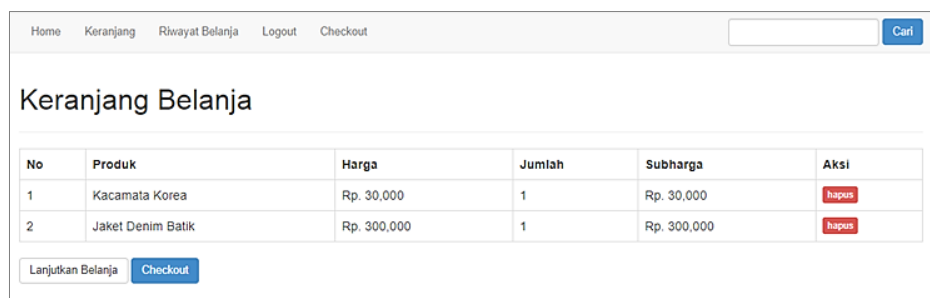 Home Keranjang Riwayat Belanja Logout Checkout Cari
Keranjang Belanja
No Produk Harga Jumlah Subharga Aksi
1 Kacamata Korea Rp. 30,000 1 Rp. 30,000 hapus
2 Jaket Denim Batik Rp. 300,000 1 Rp. 300,000 hapus
Lanjutkan Belanja Checkout